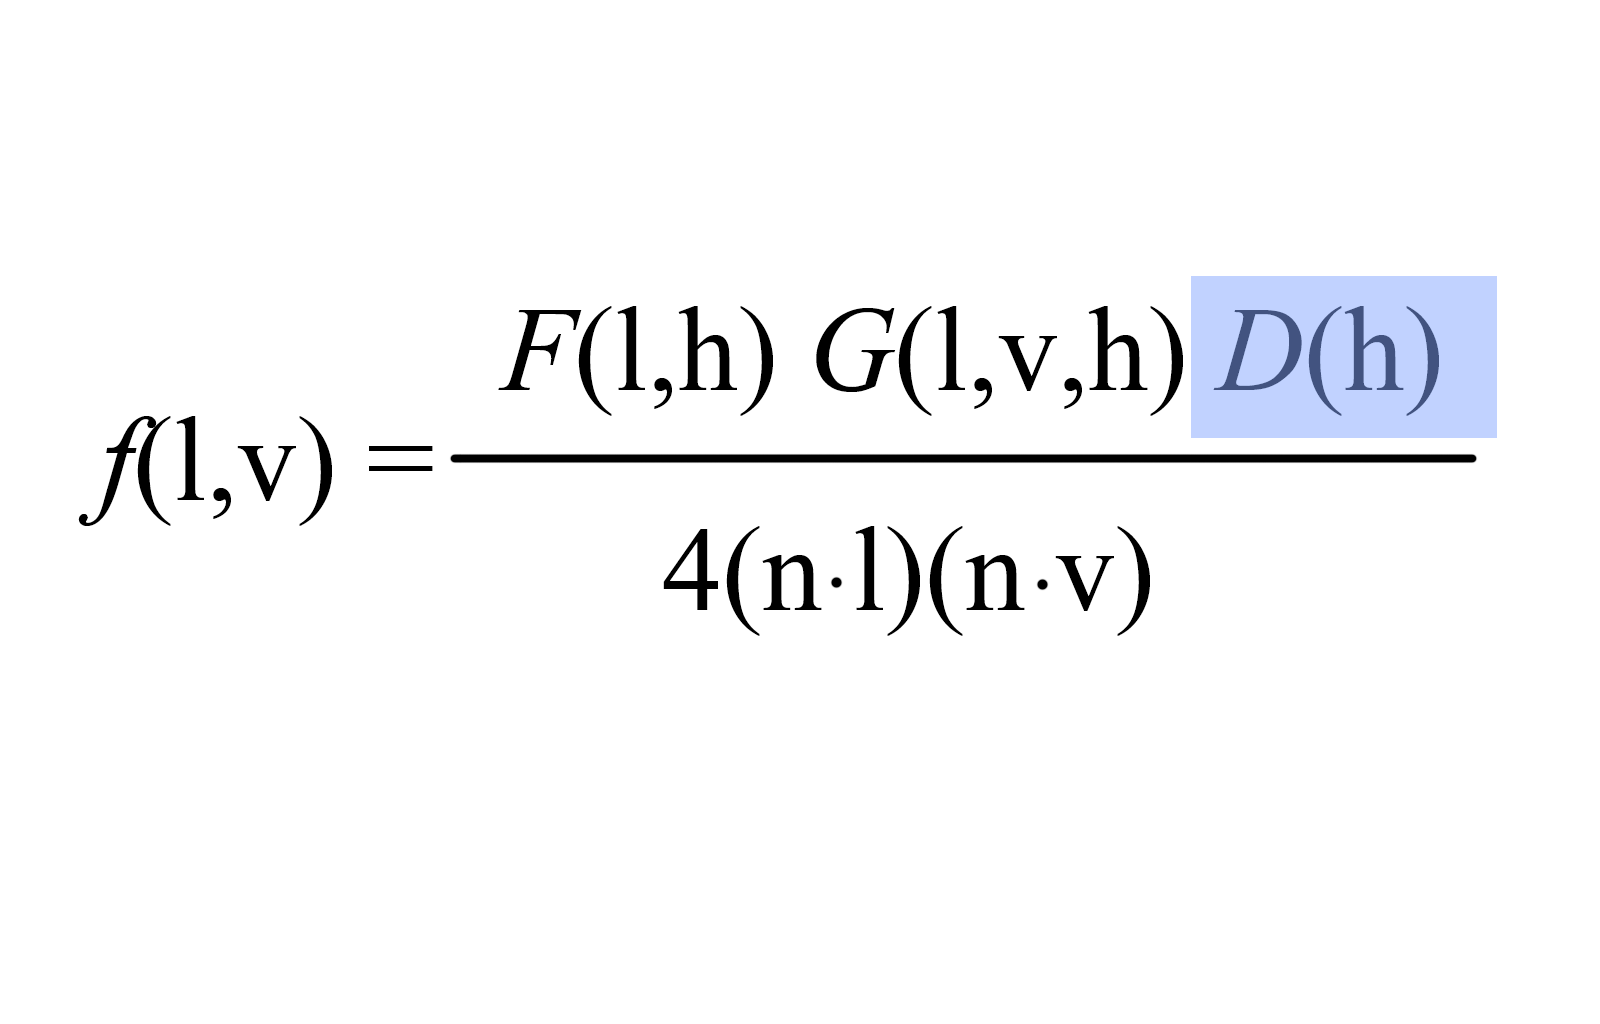 f(l,v) = F(l,h) G(l,v,h) D(h)
4(n·l)(n·v)